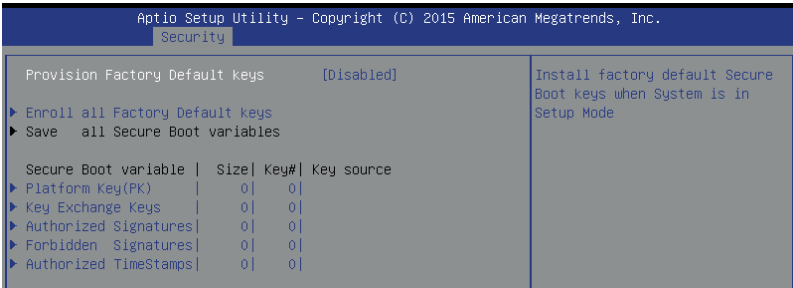 Aptio Setup Utility – Copyright (C) 2015 American Megatrends, Inc.
Security
Provision Factory Default keys [Disabled]
Enroll all Factory Default keys
Save all Secure Boot variables
Secure Boot variable | Size| Key#| Key source
Platform Key(PK) | 0| 0|
Key Exchange Keys | 0| 0|
Authorized Signatures| 0| 0|
Forbidden Signatures| 0| 0|
Authorized TimeStamps| 0| 0|
Install factory default Secure
Boot keys when System is in
Setup Mode